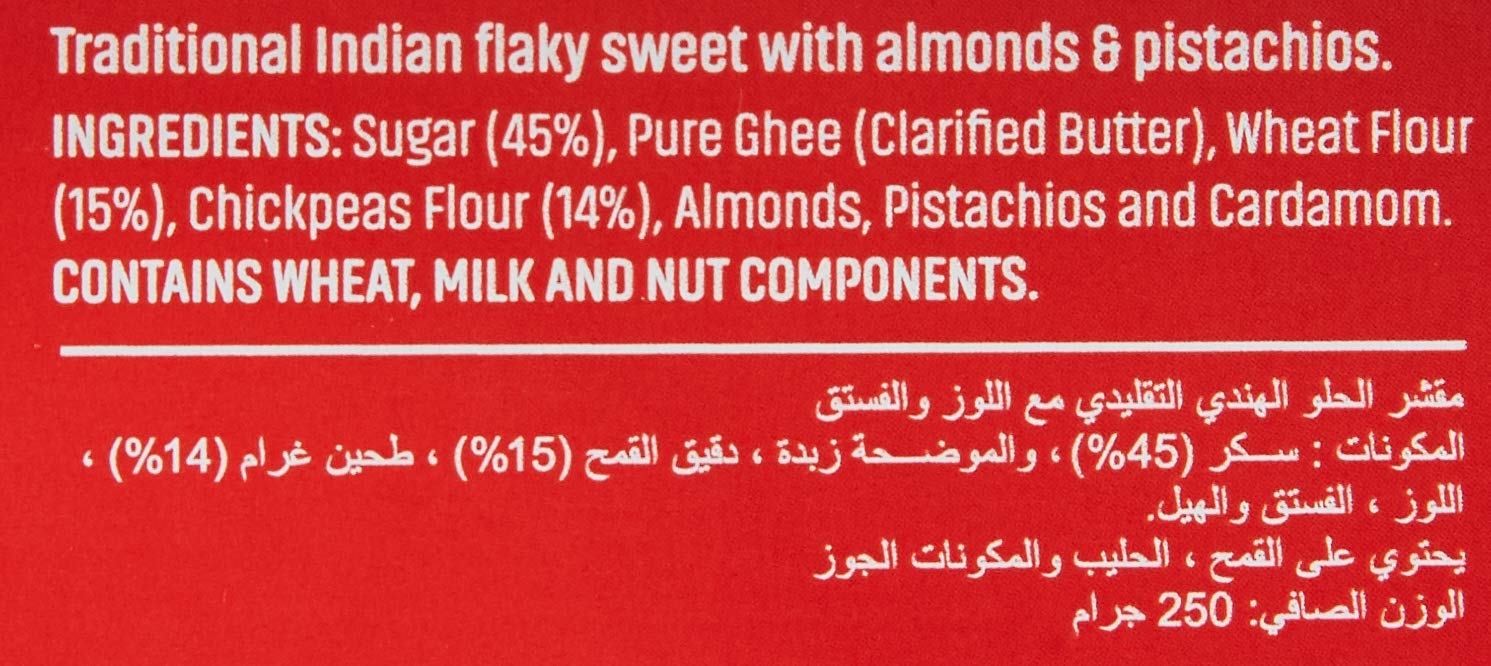 Traditional Indian flaky sweet with almonds & pistachios.
INGREDIENTS: Sugar (45%), Pure Ghee (Clarified Butter), Wheat Flour
(15%), Chickpeas Flour (14%), Almonds, Pistachios and Cardamom.
CONTAINS WHEAT, MILK AND NUT COMPONENTS.
مقشر الحلو الهندي التقليدي مع اللوز والفستق
المكونات : سكر (45%) ، والموضحة زبدة ، دقيق القمح (15%) ، طحين غرام (14%) ،
اللوز ، الفستق والهيل.
يحتوي على القمح ، الحليب والمكونات الجوز
الوزن الصافي: 250 جرام